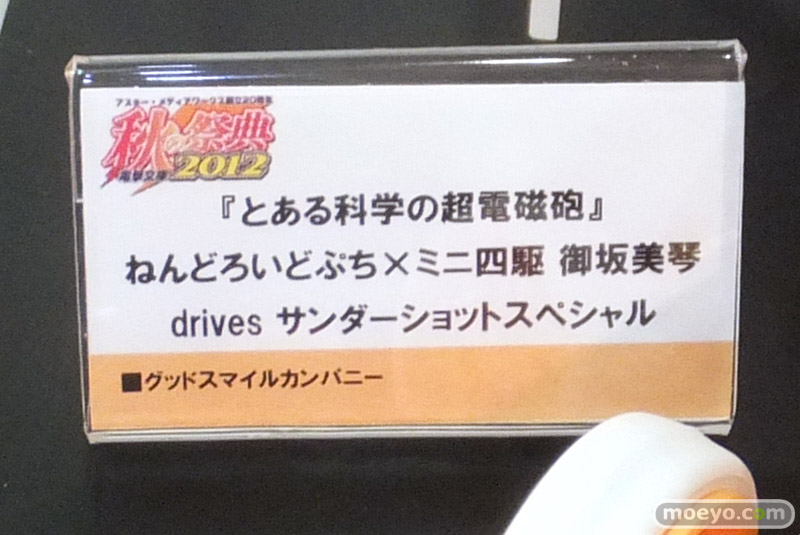 アスキー・メディアワークス創立20周年
秋の祭典
電撃文庫 2012
『とある科学の超電磁砲』
ねんどろいどぷち×ミニ四駆 御坂美琴
drives サンダーショットスペシャル
■グッドスマイルカンパニー
moeyo.com